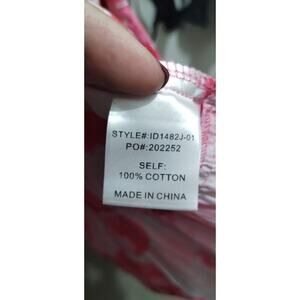 STYLE#:ID1482J-01
PO#:202252
SELF:
100% COTTON
MADE IN CHINA